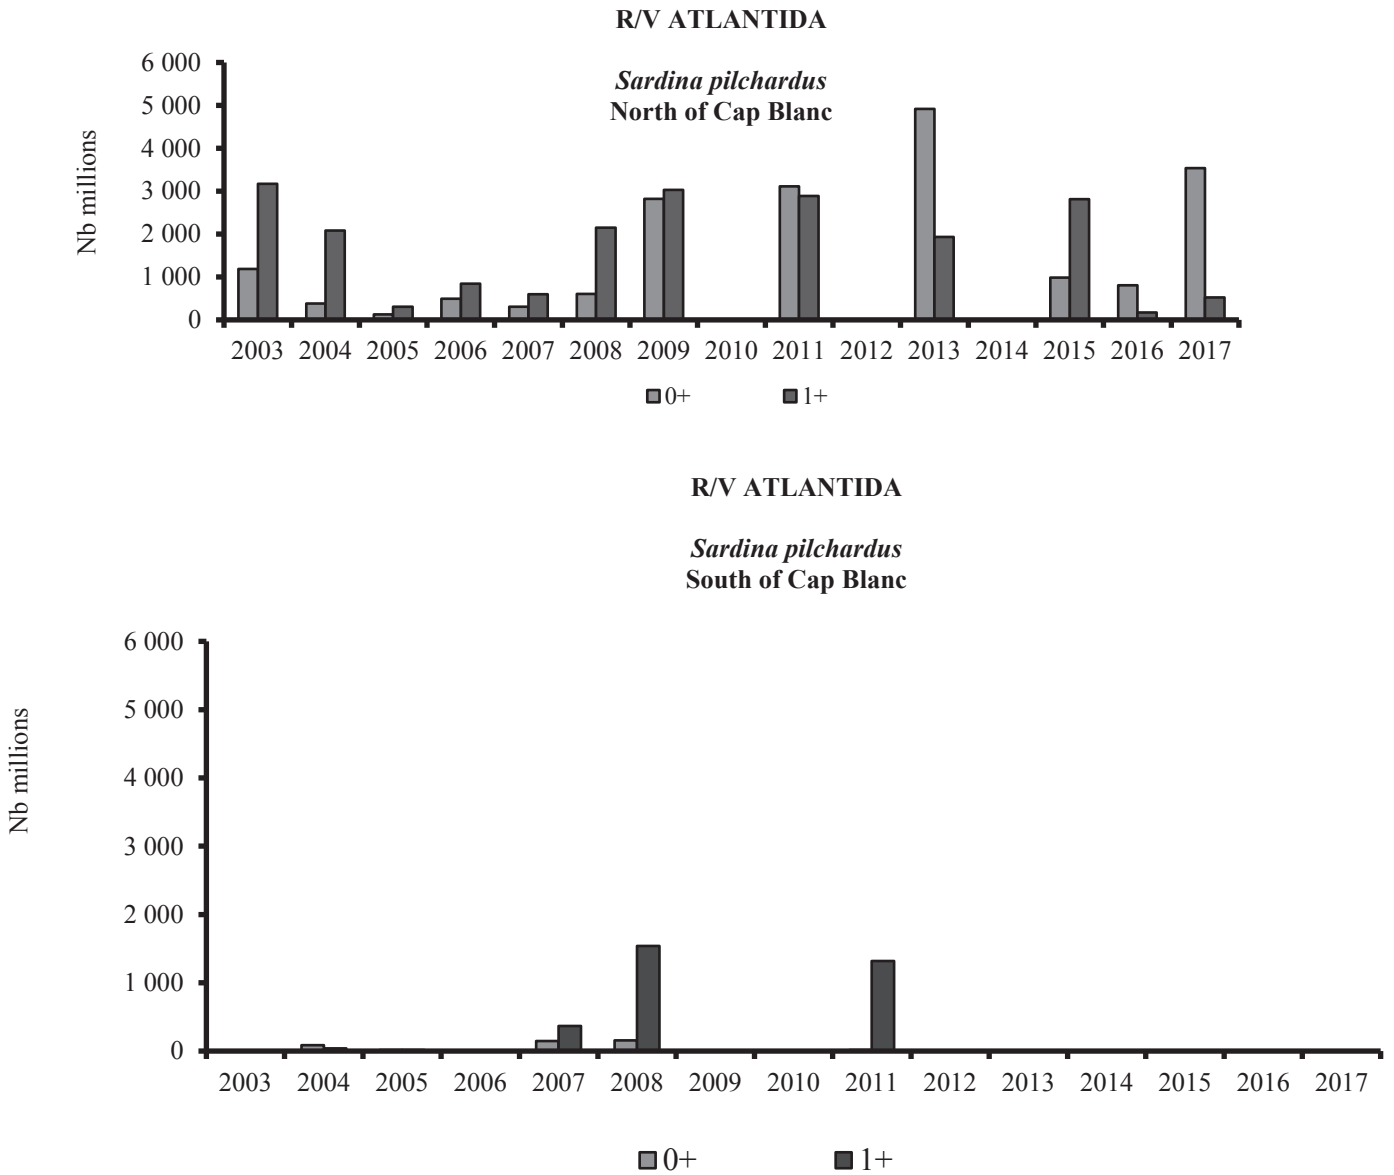 R/V ATLANTIDA
Sardina pilchardus
North of Cap Blanc
Nb millions
6 000
5 000
4 000
3 000
2 000
1 000
0
2003 2004 2005 2006 2007 2008 2009 2010 2011 2012 2013 2014 2015 2016 2017
0+ 1+
R/V ATLANTIDA
Sardina pilchardus
South of Cap Blanc
Nb millions
6 000
5 000
4 000
3 000
2 000
1 000
0
2003 2004 2005 2006 2007 2008 2009 2010 2011 2012 2013 2014 2015 2016 2017
0+ 1+